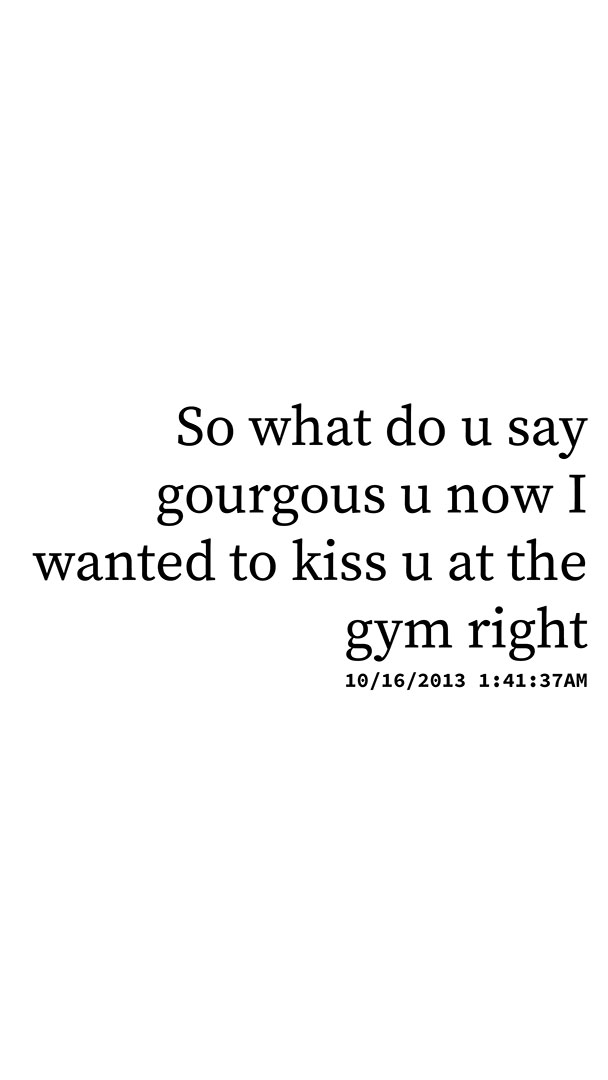 So what do u say
gourgous u now I
wanted to kiss u at the
gym right
10/16/2013 1:41:37AM